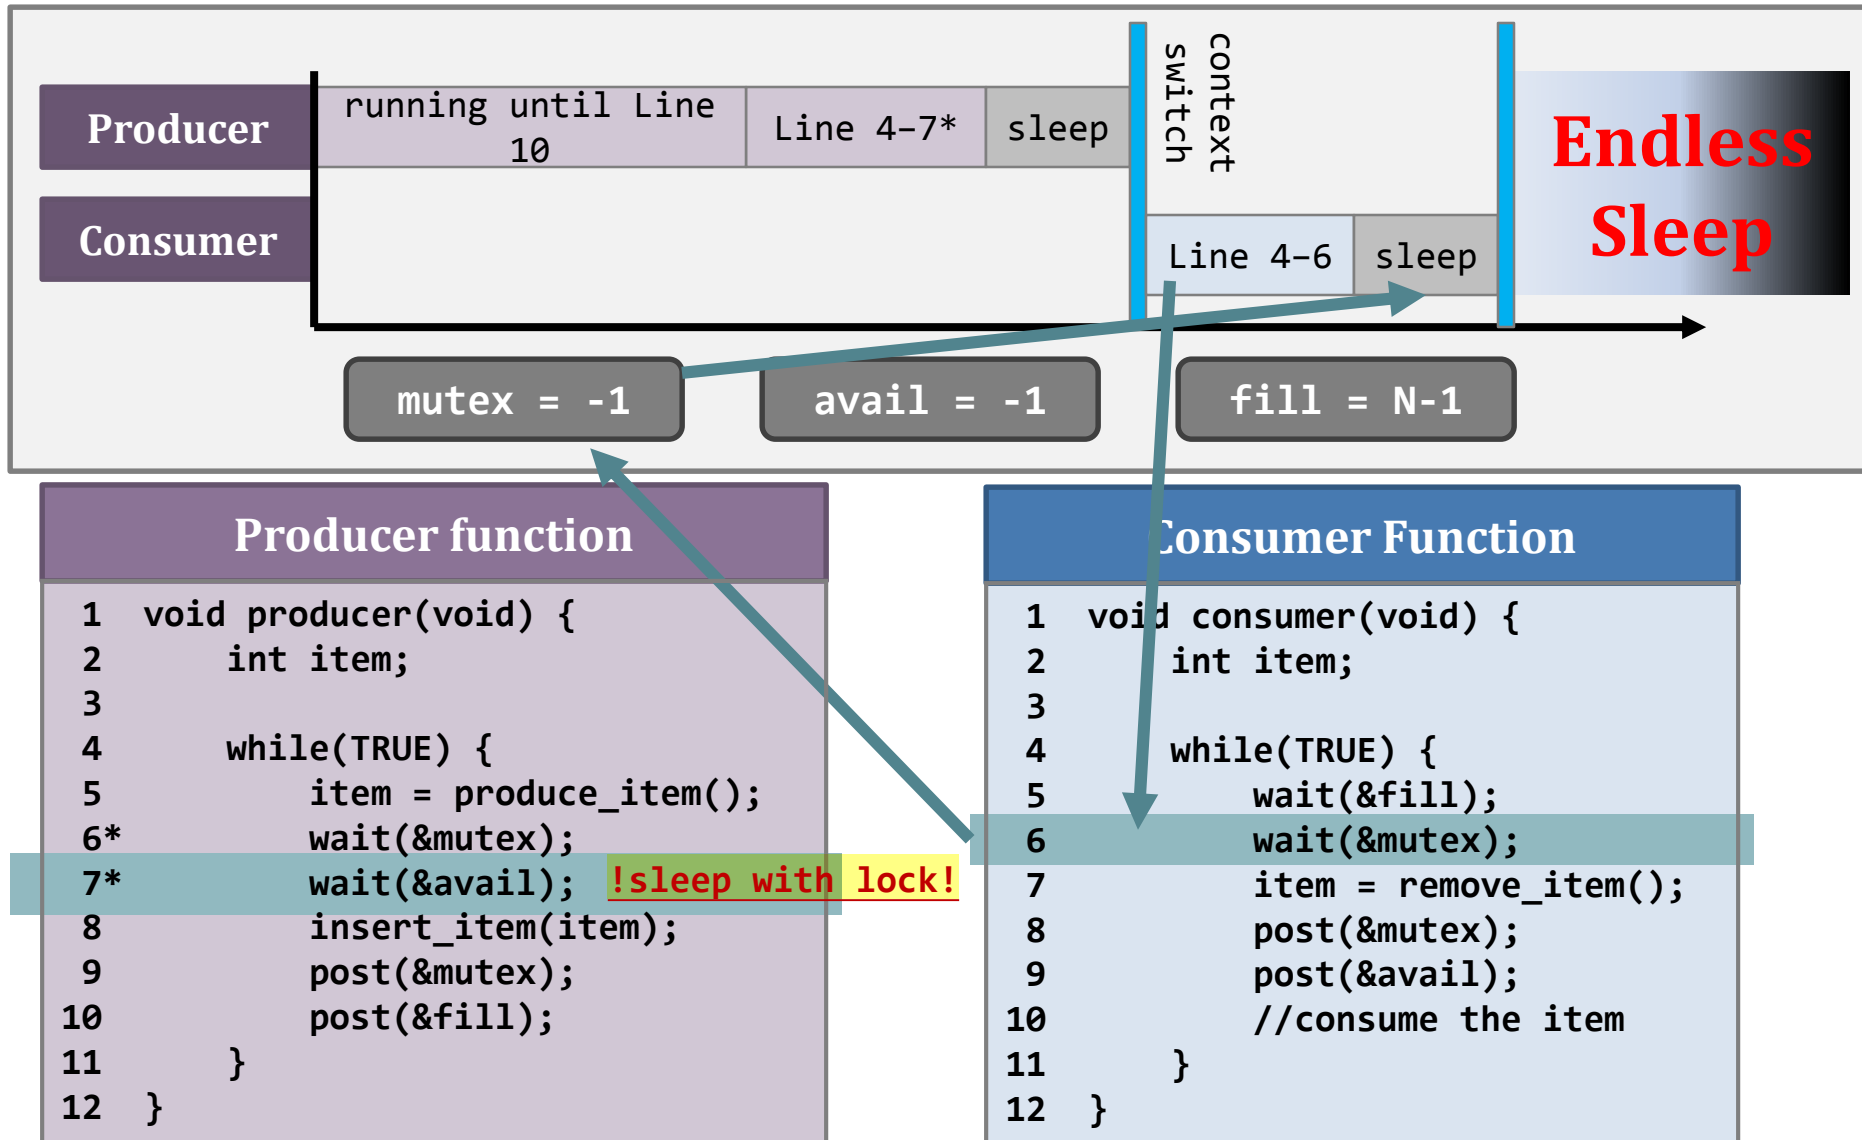 Producer
running until Line
10
Line 4–7*
sleep
context
switch
Endless
Sleep
Consumer
Line 4–6
sleep
mutex = -1
avail = -1
fill = N-1
Producer function
1 void producer(void) {
2 int item;
3
4 while(TRUE) {
5 item = produce_item();
6* wait(&mutex);
7* wait(&avail); !sleep with lock!
8 insert_item(item);
9 post(&mutex);
10 post(&fill);
11 }
12 }
Consumer Function
1 void consumer(void) {
2 int item;
3
4 while(TRUE) {
5 wait(&fill);
6 wait(&mutex);
7 item = remove_item();
8 post(&mutex);
9 post(&avail);
10 //consume the item
11 }
12 }